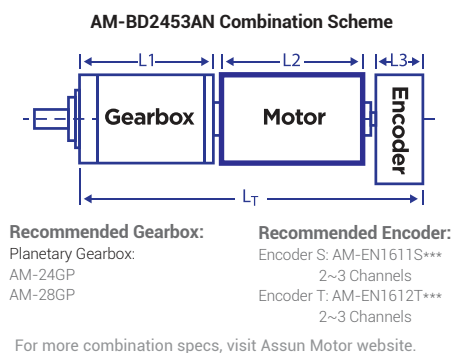 AM-BD2453AN Combination Scheme
L1
L2
L3
Gearbox
Motor
Encoder
LT
Recommended Gearbox:
Planetary Gearbox:
AM-24GP
AM-28GP
Recommended Encoder:
Encoder S: AM-EN1611S***
2~3 Channels
Encoder T: AM-EN1612T***
2~3 Channels
For more combination specs, visit Assun Motor website.